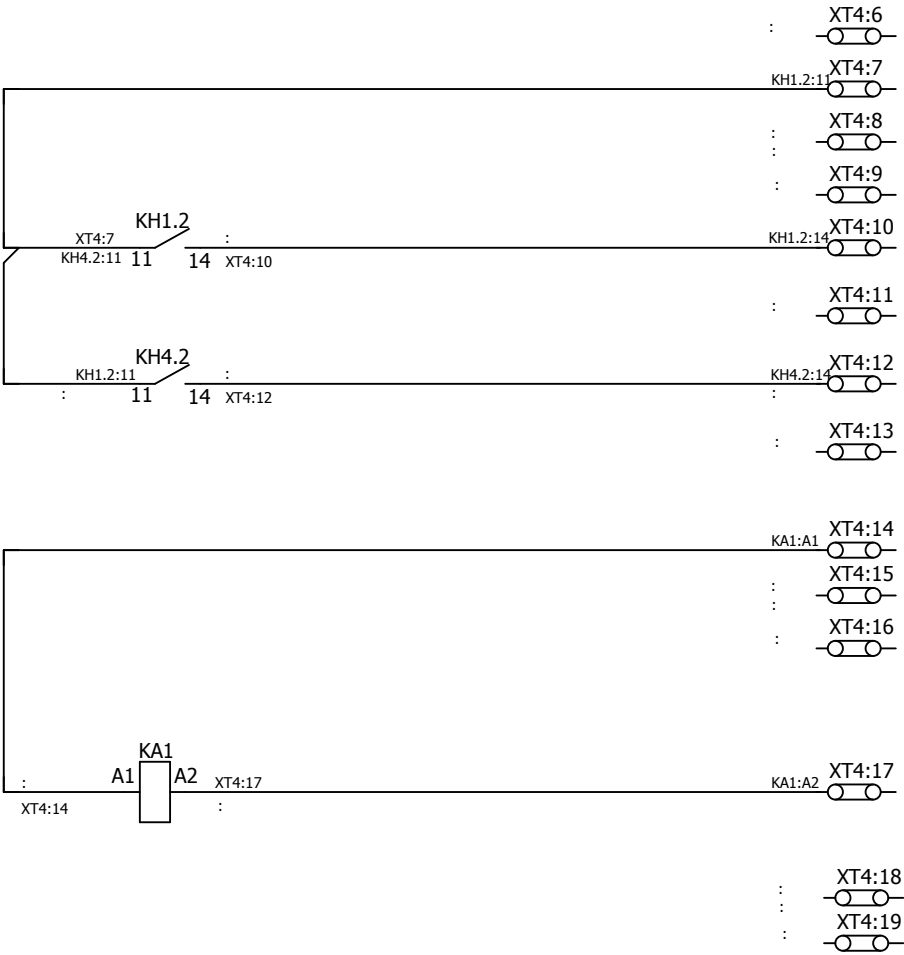 XT4:6
:
XT4:7
KH1.2:11
XT4:8
:
:
XT4:9
:
KH1.2
XT4:10
XT4:7
:
KH1.2:14
KH4.2:11
11
14
XT4:10
XT4:11
:
KH4.2
XT4:12
KH1.2:11
:
KH4.2:14
:
11
14
XT4:12
:
XT4:13
:
XT4:14
KA1:A1
XT4:15
:
:
XT4:16
:
KA1
A1
A2
XT4:17
:
XT4:17
KA1:A2
XT4:14
:
XT4:18
:
:
XT4:19
: